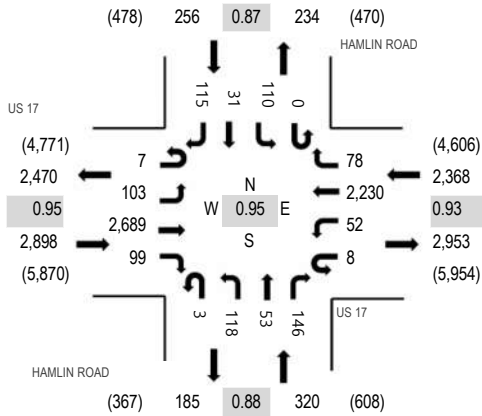 (478) 256 0.87 234 (470)
HAMLIN ROAD
115 31 110 0
US 17
(4,771)
2,470
0.95
2,898
(5,870)
7
103
2,689
99
N
W 0.95 E
S
78
2,230
52
8
(4,606)
2,368
0.93
2,953
(5,954)
3 118 53 146
US 17
HAMLIN ROAD
(367) 185 0.88 320 (608)